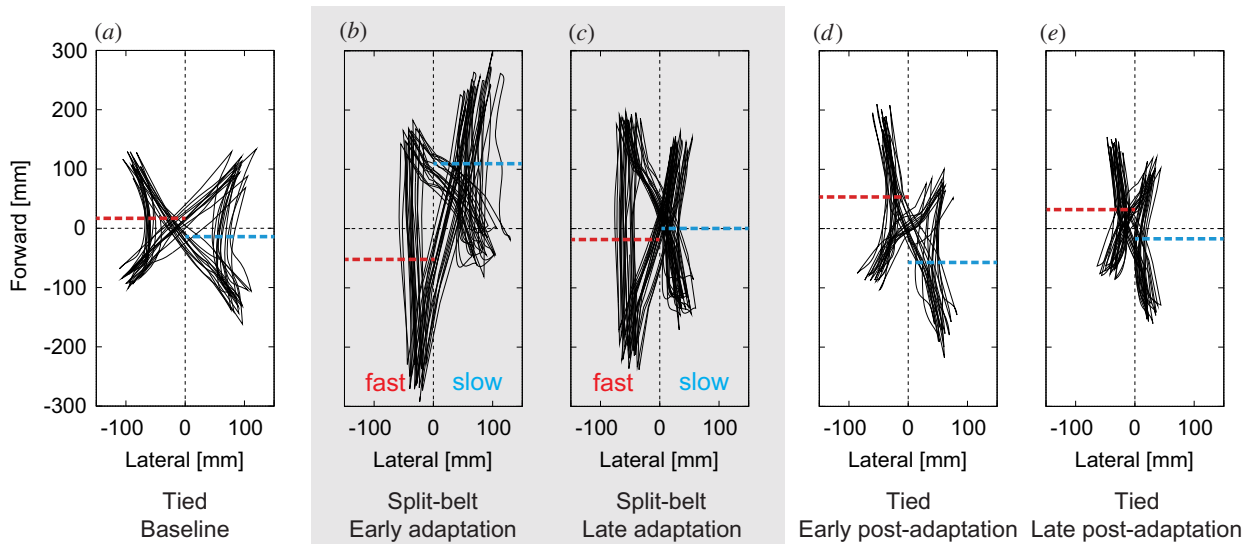 (a) (b) (c) (d) (e)
300
200
100
0
-100
-200
-300
Forward [mm]
fast slow fast slow
-100 0 100 -100 0 100 -100 0 100 -100 0 100 -100 0 100
Lateral [mm] Lateral [mm] Lateral [mm] Lateral [mm] Lateral [mm]
Tied Split-belt Split-belt Tied Tied
Baseline Early adaptation Late adaptation Early post-adaptation Late post-adaptation